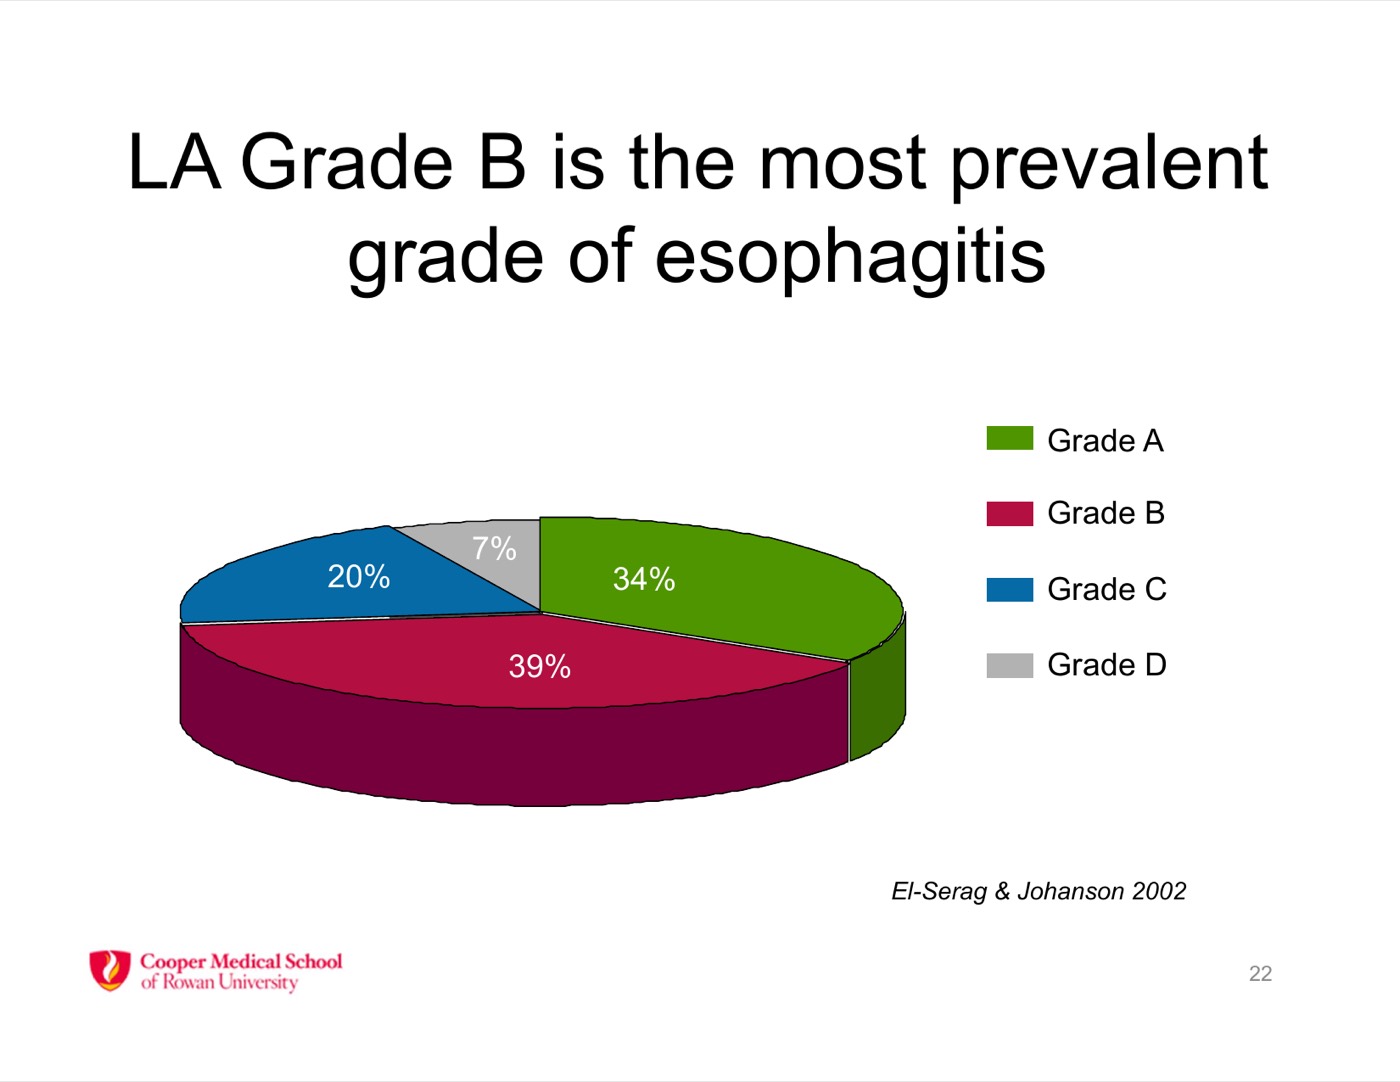 LA Grade B is the most prevalent
grade of esophagitis
Grade A
Grade B
Grade C
Grade D
7%
20%
34%
39%
El-Serag & Johanson 2002
Cooper Medical School
of Rowan University
22